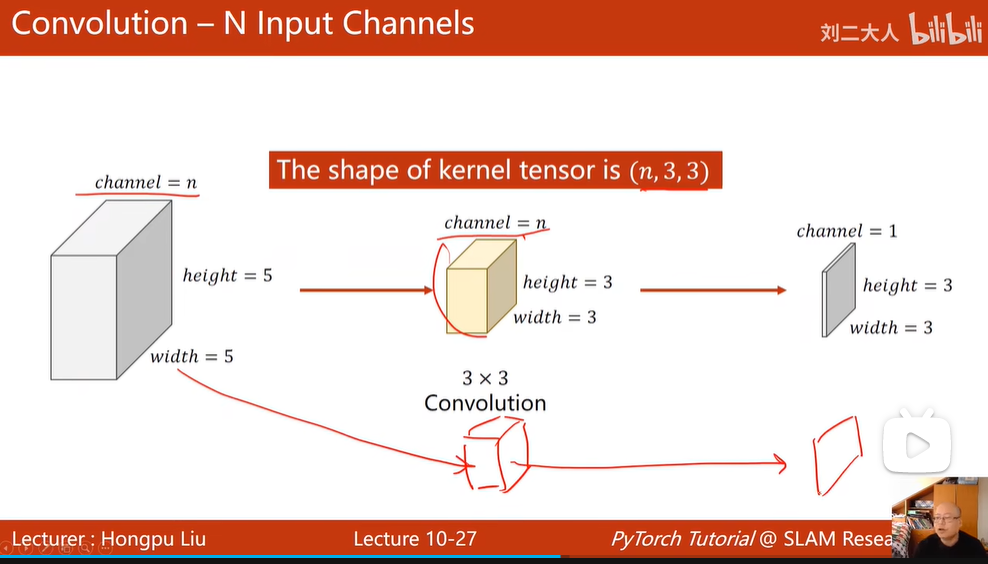 Convolution – N Input Channels
刘二大人 bilibili
The shape of kernel tensor is (n, 3, 3)
channel = n
height = 5
width = 5
channel = n
height = 3
width = 3
3 × 3
Convolution
channel = 1
height = 3
width = 3
Lecturer : Hongpu Liu
Lecture 10-27
PyTorch Tutorial @ SLAM Resea